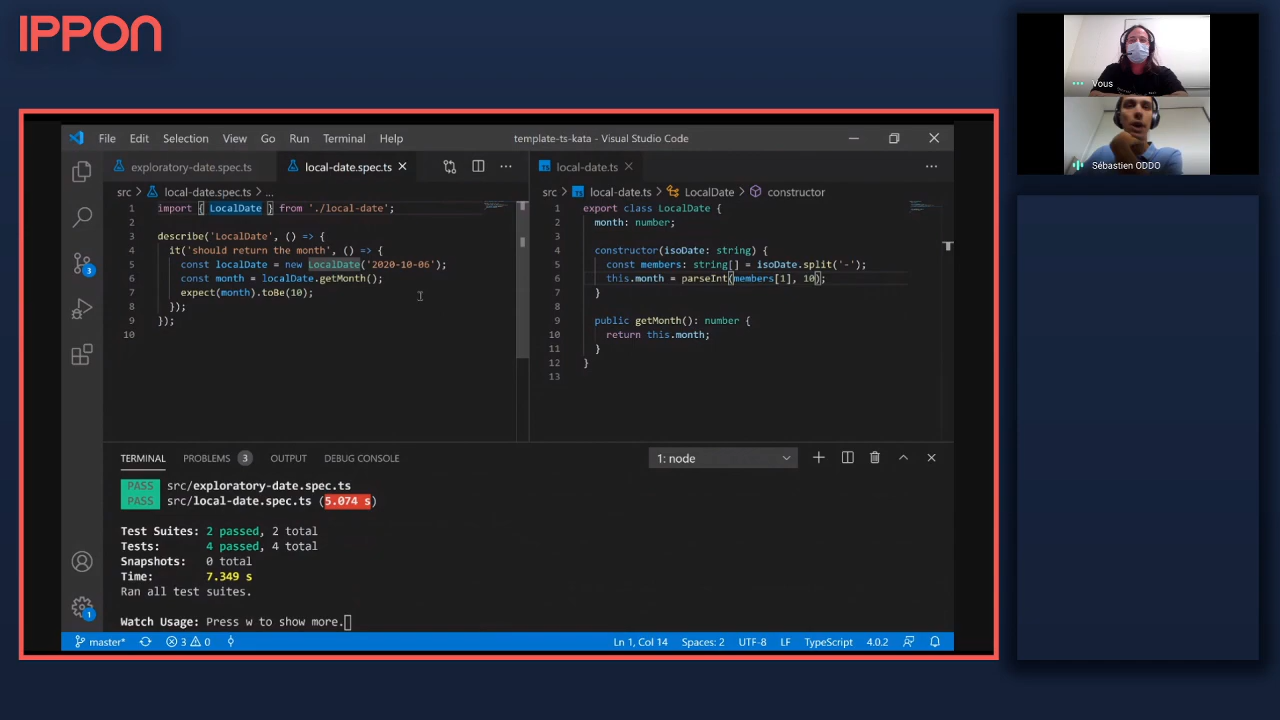 IPPON
File Edit Selection View Go Run Terminal Help
template-ts-kata - Visual Studio Code
exploratory-date.spec.ts
local-date.spec.ts
local-date.ts
src > local-date.spec.ts > ...
src > local-date.ts > LocalDate > constructor
1 import { LocalDate } from './local-date';
2
3 describe('LocalDate', () => {
4 it('should return the month', () => {
5 const localDate = new LocalDate('2020-10-06');
6 const month = localDate.getMonth();
7 expect(month).toBe(10);
8 });
9 });
10
1 export class LocalDate {
2 month: number;
3
4 constructor(isoDate: string) {
5 const members: string[] = isoDate.split('-');
6 this.month = parseInt(members[1], 10);
7 }
8
9 public getMonth(): number {
10 return this.month;
11 }
12 }
13
3
1
TERMINAL PROBLEMS 3 OUTPUT DEBUG CONSOLE
1: node
PASS src/exploratory-date.spec.ts
PASS src/local-date.spec.ts (5.074 s)
Test Suites: 2 passed, 2 total
Tests: 4 passed, 4 total
Snapshots: 0 total
Time: 7.349 s
Ran all test suites.
Watch Usage: Press w to show more.
master* 3 0
Ln 1, Col 14 Spaces: 2 UTF-8 LF TypeScript 4.0.2
Vous
Sébastien ODDO